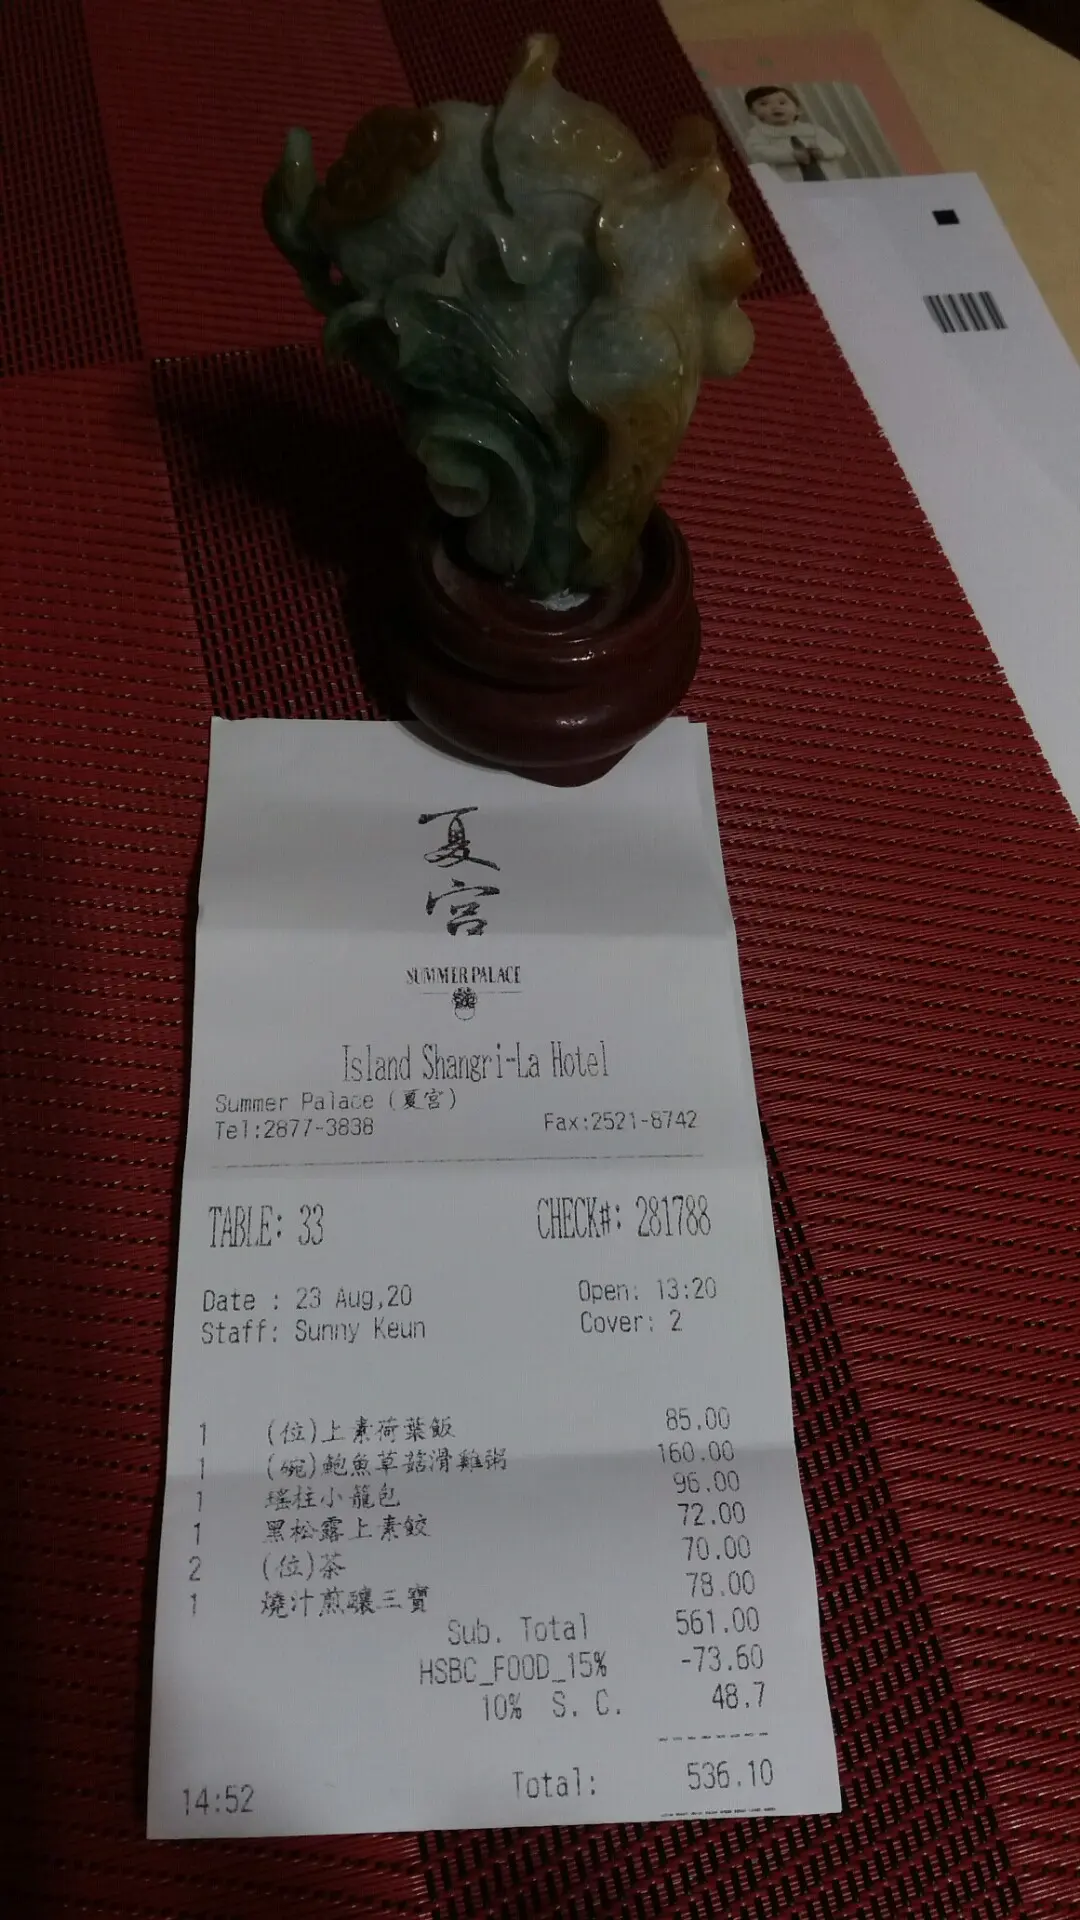 夏
宮
SUMMER PALACE
Island Shangri-La Hotel
Summer Palace (夏宮)
Tel:2877-3838 Fax:2521-8742
TABLE: 33 CHECK#: 281788
Date : 23 Aug,20 Open: 13:20
Staff: Sunny Keun Cover: 2
1 (位)上素荷葉飯 85.00
1 (碗)鮑魚草菇滑雞粥 160.00
1 瑤柱小籠包 96.00
1 黑松露上素餃 72.00
2 (位)茶 70.00
1 燒汁煎釀三寶 78.00
Sub. Total 561.00
HSBC_FOOD_15% -73.60
10% S. C. 48.7
14:52 Total: 536.10